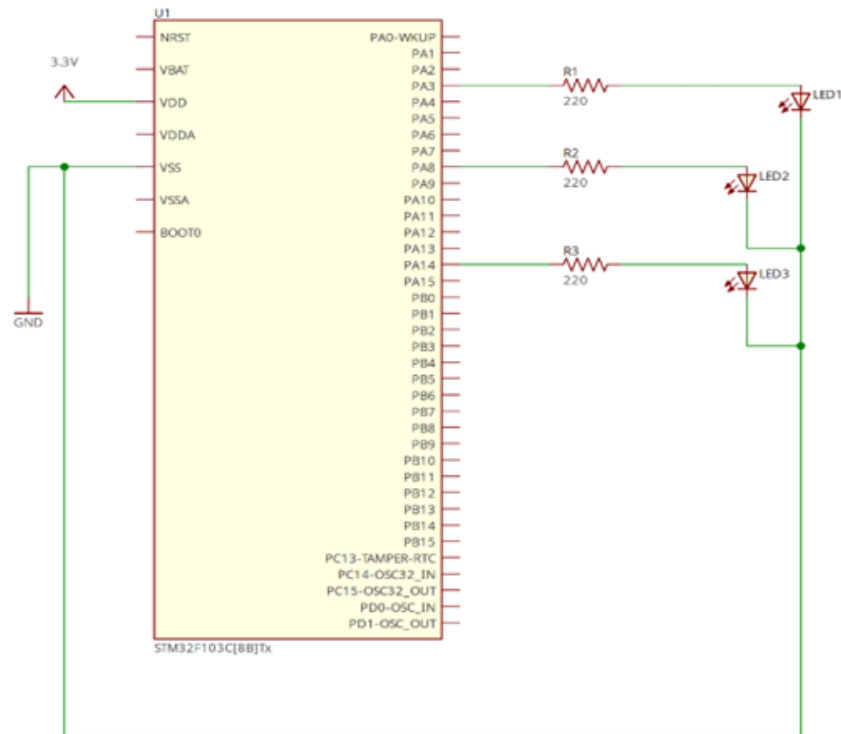 U1
NRST
VBAT
3.3V
VDD
VDDA
VSS
VSSA
BOOT0
GND
PA0-WKUP
PA1
PA2
PA3
PA4
PA5
PA6
PA7
PA8
PA9
PA10
PA11
PA12
PA13
PA14
PA15
PB0
PB1
PB2
PB3
PB4
PB5
PB6
PB7
PB8
PB9
PB10
PB11
PB12
PB13
PB14
PB15
PC13-TAMPER-RTC
PC14-OSC32_IN
PC15-OSC32_OUT
PD0-OSC_IN
PD1-OSC_OUT
STM32F103C[8B]Tx
R1
220
LED1
R2
220
LED2
R3
220
LED3